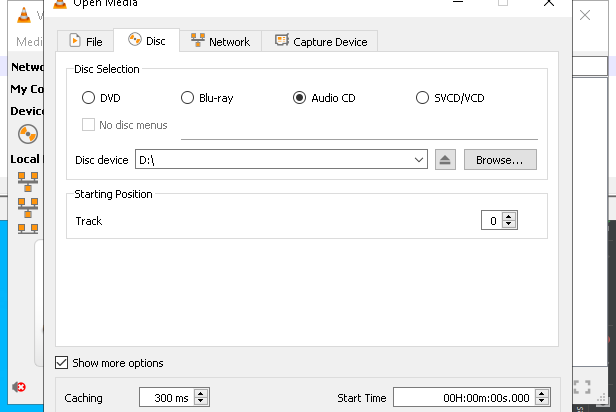 Open Media
V
Medi
File
Disc
Network
Capture Device
Netwo
My Co
Device
Local
Disc Selection
DVD
Blu-ray
Audio CD
SVCD/VCD
No disc menus
Disc device
D:\
Browse...
Starting Position
Track
0
Show more options
Caching
300 ms
Start Time
00H:00m:00s.000